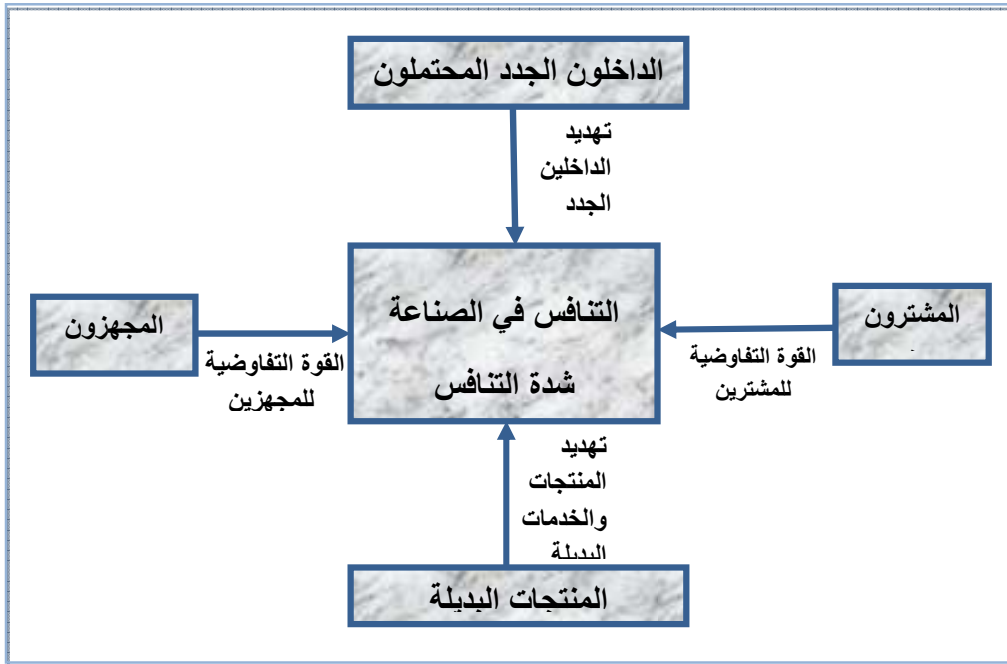 الداخلون الجدد المحتملون
تهديد
الداخلين
الجدد
التنافس في الصناعة
شدة التنافس
المشترون
القوة التفاوضية
للمشترين
المجهزون
القوة التفاوضية
للمجهزين
تهديد
المنتجات
والخدمات
البديلة
المنتجات البديلة